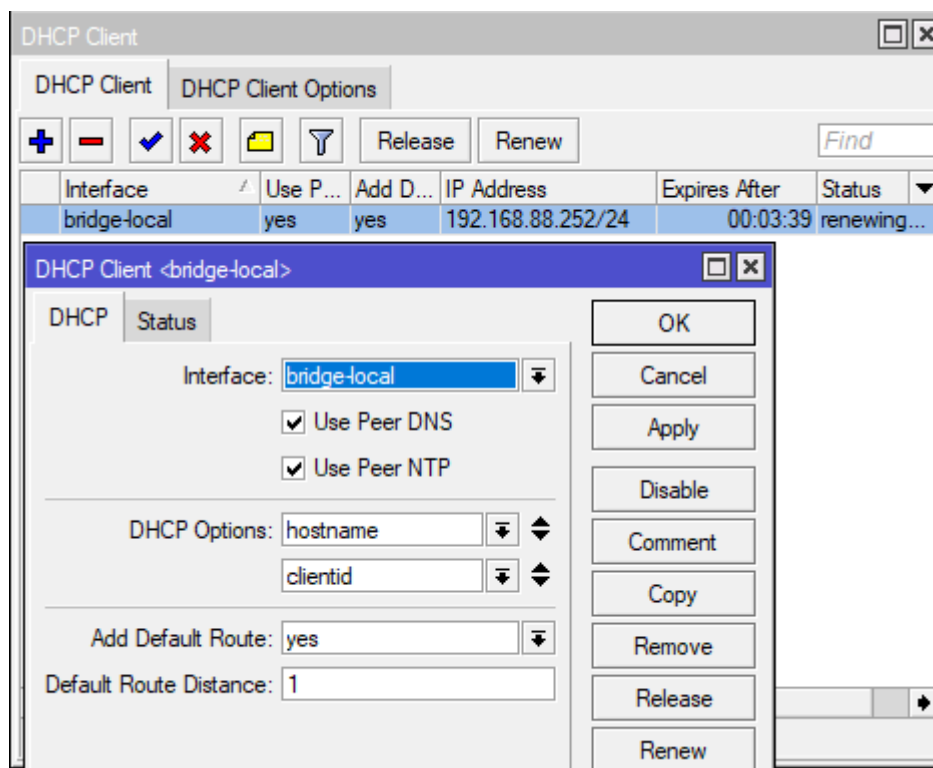 DHCP Client
DHCP Client DHCP Client Options
Release Renew Find
Interface Use P... Add D... IP Address Expires After Status
bridge-local yes yes 192.168.88.252/24 00:03:39 renewing...
DHCP Client <bridge-local>
DHCP Status
OK
Interface: bridge-local
Cancel
Use Peer DNS
Apply
Use Peer NTP
Disable
DHCP Options: hostname
Comment
clientid
Copy
Add Default Route: yes
Remove
Default Route Distance: 1
Release
Renew